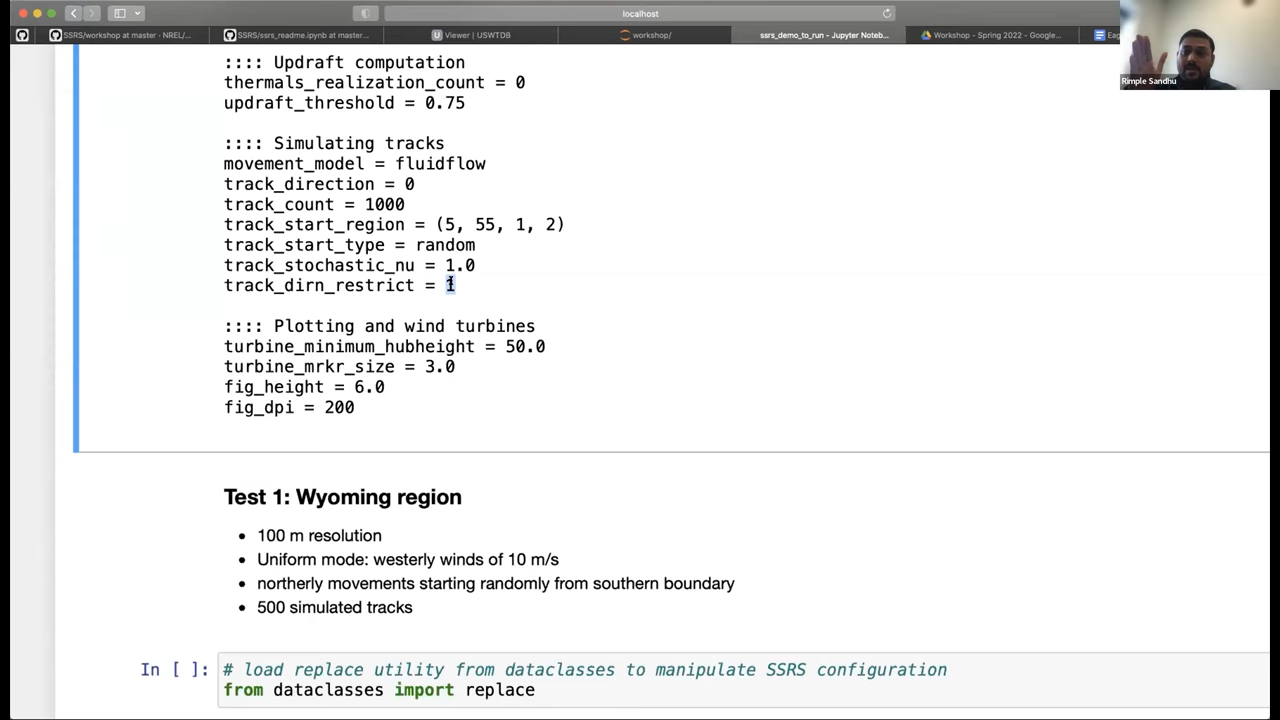 localhost
SSRS/workshop at master · NREL/...
SSRS/ssrs_readme.ipynb at master...
U Viewer | USWTDB
workshop/
ssrs_demo_to_run - Jupyter Noteb...
Workshop - Spring 2022 - Google...
Eag
Rimple Sandhu
:::: Updraft computation
thermals_realization_count = 0
updraft_threshold = 0.75
:::: Simulating tracks
movement_model = fluidflow
track_direction = 0
track_count = 1000
track_start_region = (5, 55, 1, 2)
track_start_type = random
track_stochastic_nu = 1.0
track_dirn_restrict = 1
:::: Plotting and wind turbines
turbine_minimum_hubheight = 50.0
turbine_mrkr_size = 3.0
fig_height = 6.0
fig_dpi = 200
Test 1: Wyoming region
• 100 m resolution
• Uniform mode: westerly winds of 10 m/s
• northerly movements starting randomly from southern boundary
• 500 simulated tracks
In [ ]: # load replace utility from dataclasses to manipulate SSRS configuration
from dataclasses import replace